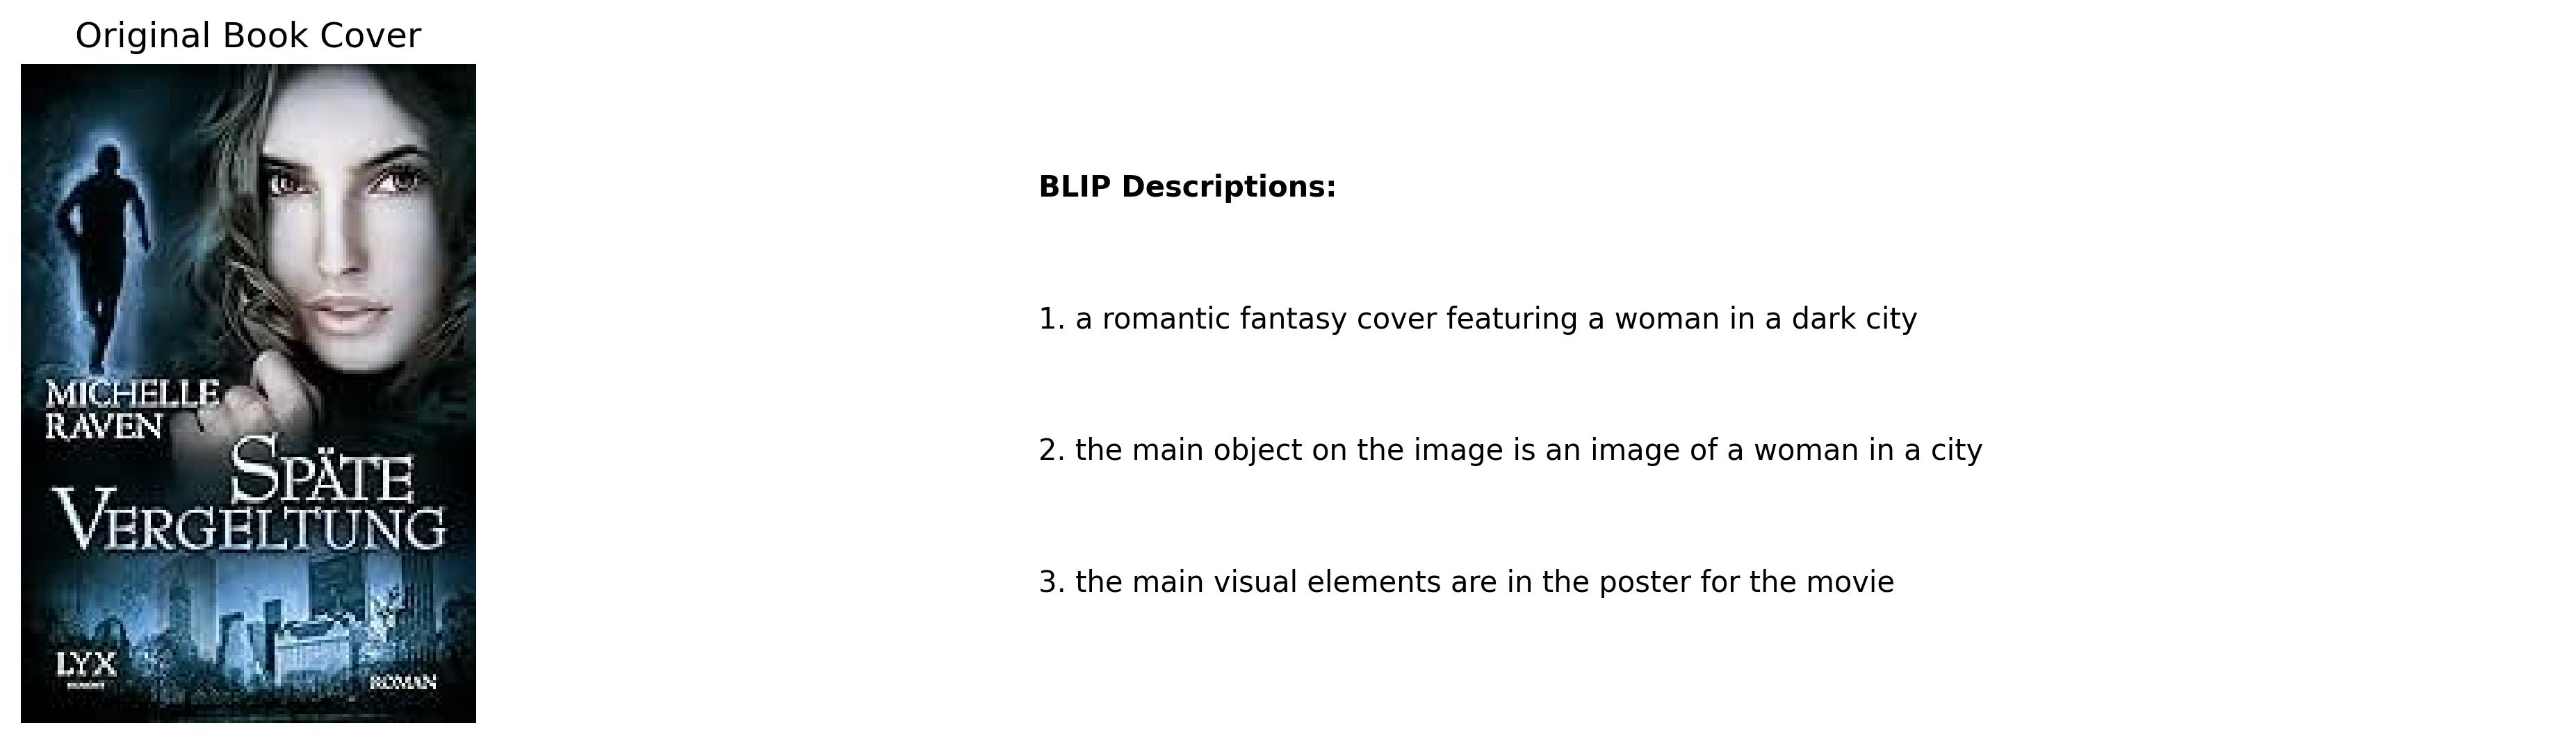 Original Book Cover
MICHELLE
RAVEN
SPÄTE
VERGELTUNG
LYX
ROMAN
BLIP Descriptions:
1. a romantic fantasy cover featuring a woman in a dark city
2. the main object on the image is an image of a woman in a city
3. the main visual elements are in the poster for the movie